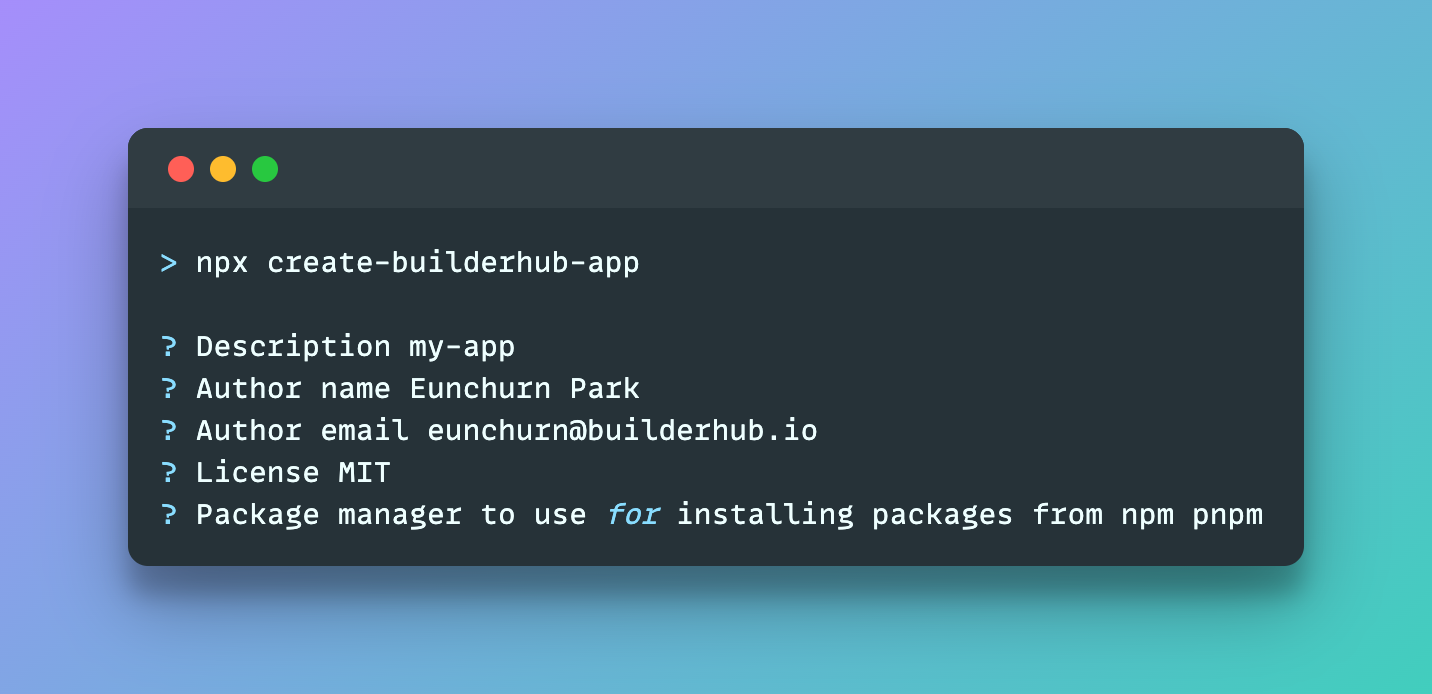 > npx create-builderhub-app
? Description my-app
? Author name Eunchurn Park
? Author email eunchurn@builderhub.io
? License MIT
? Package manager to use for installing packages from npm pnpm